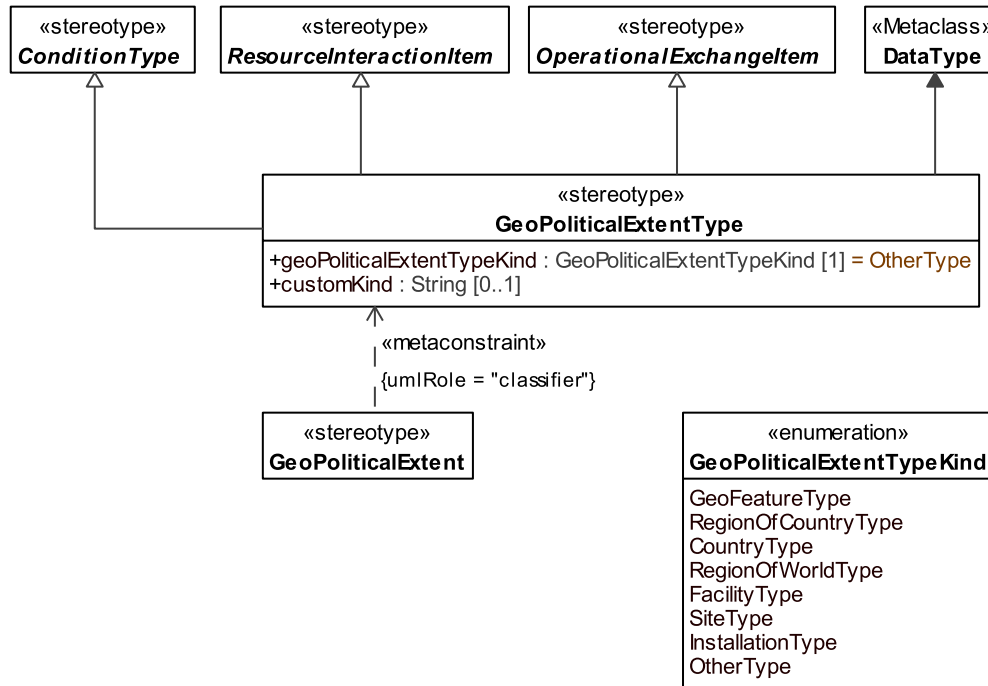 «stereotype»
ConditionType
«stereotype»
ResourceInteractionItem
«stereotype»
OperationalExchangeItem
«Metaclass»
DataType
«stereotype»
GeoPoliticalExtentType
+geoPoliticalExtentTypeKind : GeoPoliticalExtentTypeKind [1] = OtherType
+customKind : String [0..1]
«metaconstraint»
{umlRole = "classifier"}
«stereotype»
GeoPoliticalExtent
«enumeration»
GeoPoliticalExtentTypeKind
GeoFeatureType
RegionOfCountryType
CountryType
RegionOfWorldType
FacilityType
SiteType
InstallationType
OtherType